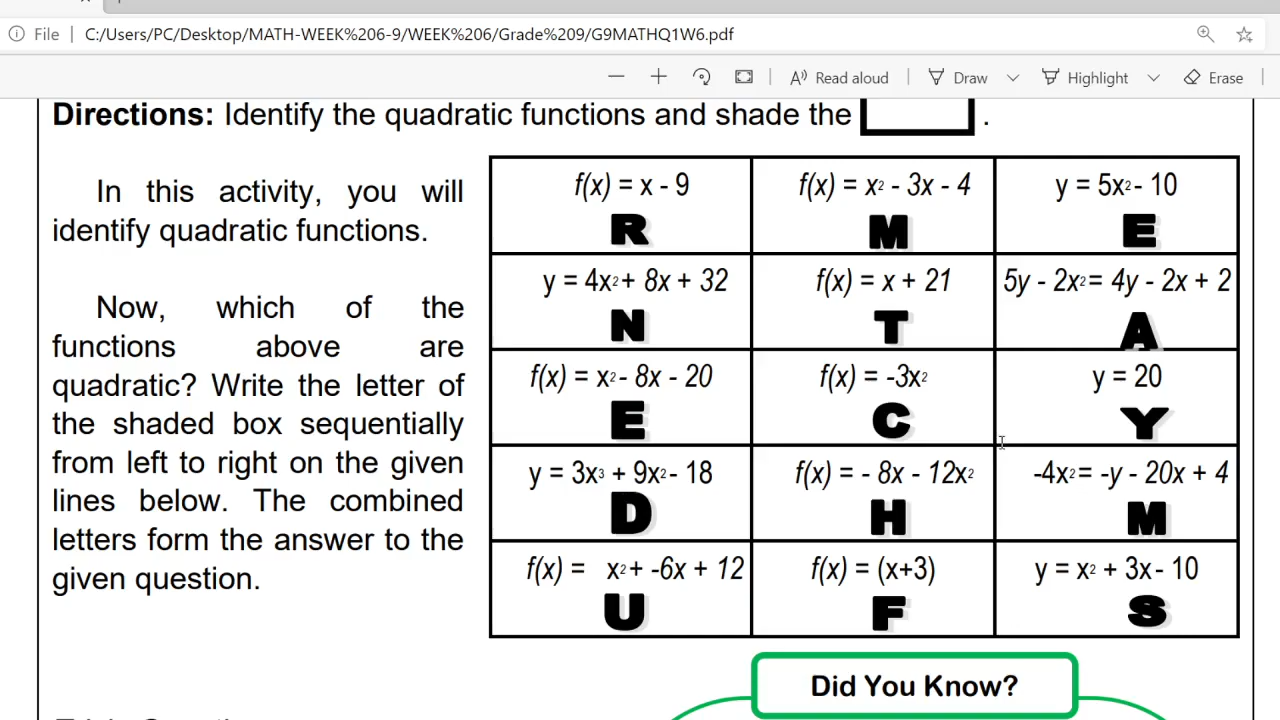 File | C:/Users/PC/Desktop/MATH-WEEK%206-9/WEEK%206/Grade%209/G9MATHQ1W6.pdf
Read aloud Draw Highlight Erase
Directions: Identify the quadratic functions and shade the .
In this activity, you will
identify quadratic functions.
Now, which of the
functions above are
quadratic? Write the letter of
the shaded box sequentially
from left to right on the given
lines below. The combined
letters form the answer to the
given question.
f(x) = x - 9 f(x) = x² - 3x - 4 y = 5x² - 10
R M E
y = 4x² + 8x + 32 f(x) = x + 21 5y - 2x² = 4y - 2x + 2
N T A
f(x) = x² - 8x - 20 f(x) = -3x² y = 20
E C Y
y = 3x³ + 9x² - 18 f(x) = - 8x - 12x² -4x² = -y - 20x + 4
D H M
f(x) = x² + -6x + 12 f(x) = (x+3) y = x² + 3x - 10
U F S
Did You Know?